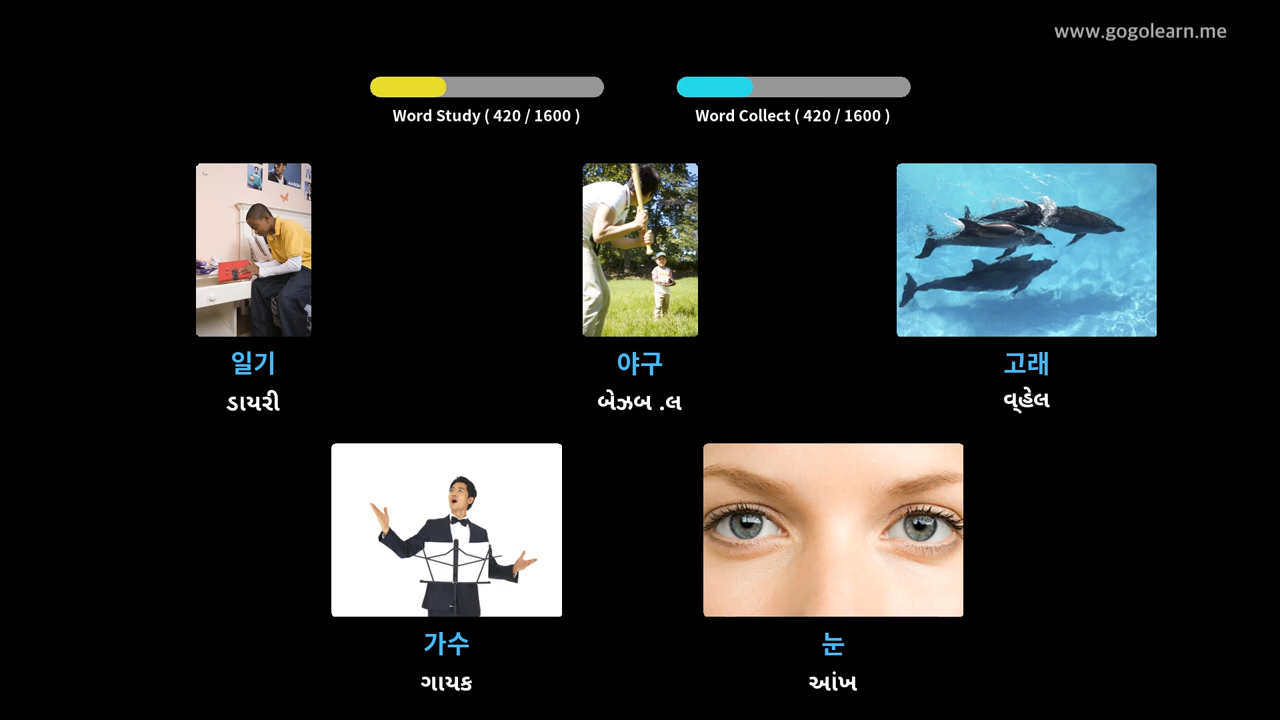 www.gogolearn.me
Word Study ( 420 / 1600 )
Word Collect ( 420 / 1600 )
일기
ડાયરી
야구
બેઝબ .લ
고래
વ્હેલ
가수
ગાયક
눈
આંખ